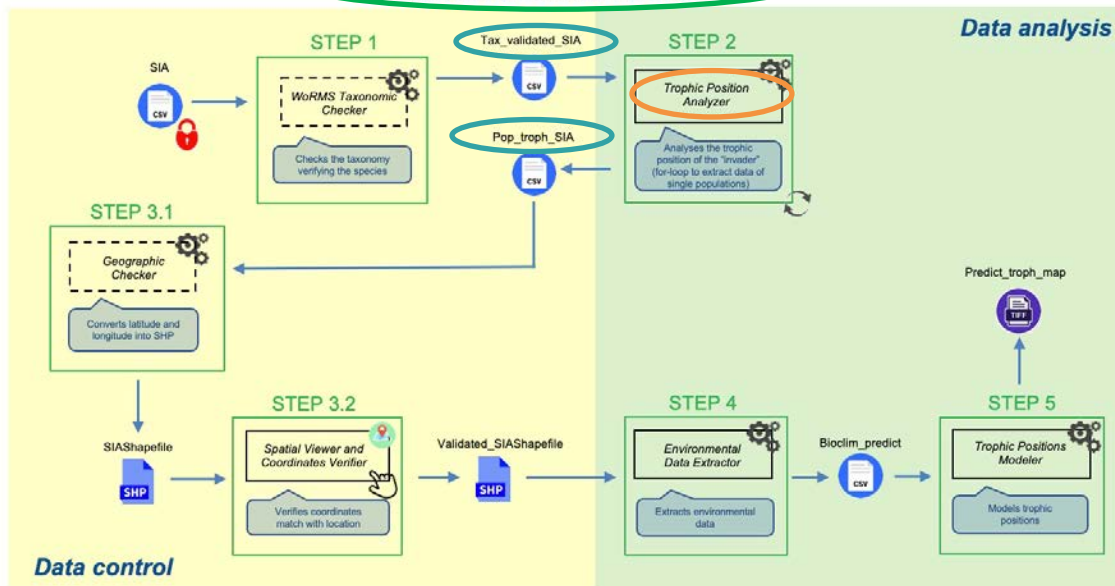 Data analysis
STEP 1
Tax_validated_SIA
STEP 2
SIA
CSV
WoRMS Taxonomic
Checker
CSV
Trophic Position
Analyzer
Checks the taxonomy
verifying the species
Pop_troph_SIA
CSV
Analyses the trophic
position of the "invader"
(for-loop to extract data of
single populations)
STEP 3.1
Geographic
Checker
Converts latitude and
longitude into SHP
Predict_troph_map
TIFF
STEP 3.2
STEP 4
STEP 5
SIAShapefile
SHP
Spatial Viewer and
Coordinates Verifier
Verifies coordinates
match with location
Validated_SIAShapefile
SHP
Environmental
Data Extractor
Extracts environmental
data
Bioclim_predict
CSV
Trophic Positions
Modeler
Models trophic
positions
Data control